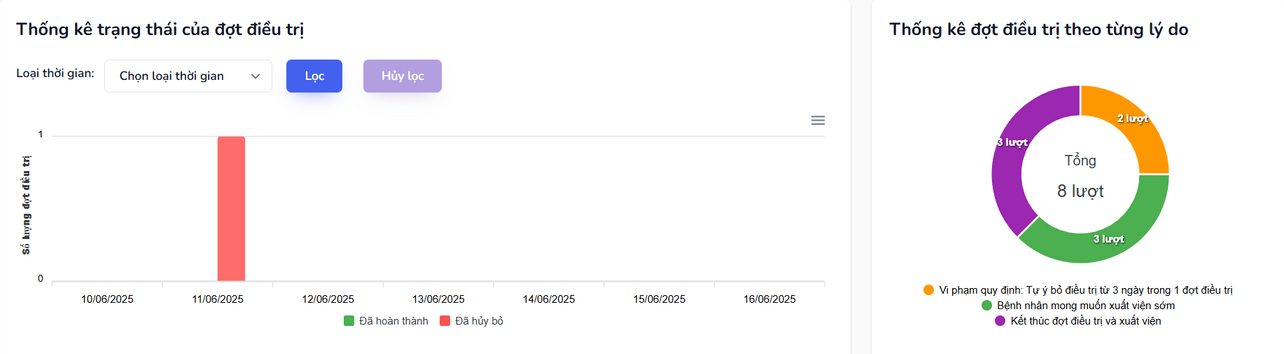 Thống kê trạng thái của đợt điều trị
Loại thời gian:
Chọn loại thời gian
Lọc
Hủy lọc
1
Số lượng đợt điều trị
0
10/06/2025
11/06/2025
12/06/2025
13/06/2025
14/06/2025
15/06/2025
16/06/2025
Đã hoàn thành
Đã hủy bỏ
Thống kê đợt điều trị theo từng lý do
2 lượt
3 lượt
Tổng
8 lượt
3 lượt
Vi phạm quy định: Tự ý bỏ điều trị từ 3 ngày trong 1 đợt điều trị
Bệnh nhân mong muốn xuất viện sớm
Kết thúc đợt điều trị và xuất viện